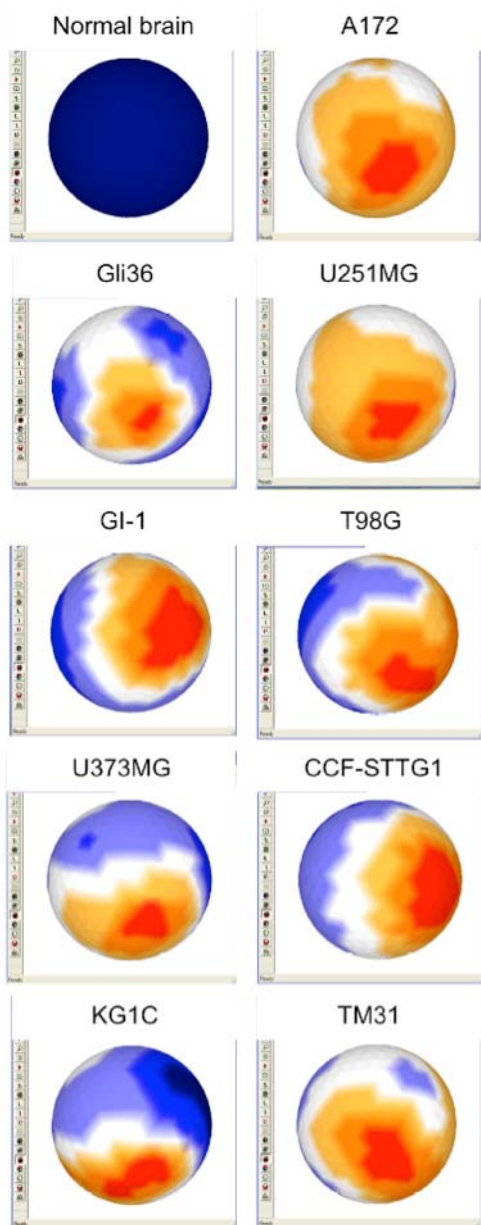 Normal brain
A172
Gli36
U251MG
GI-1
T98G
U373MG
CCF-STTG1
KG1C
TM31